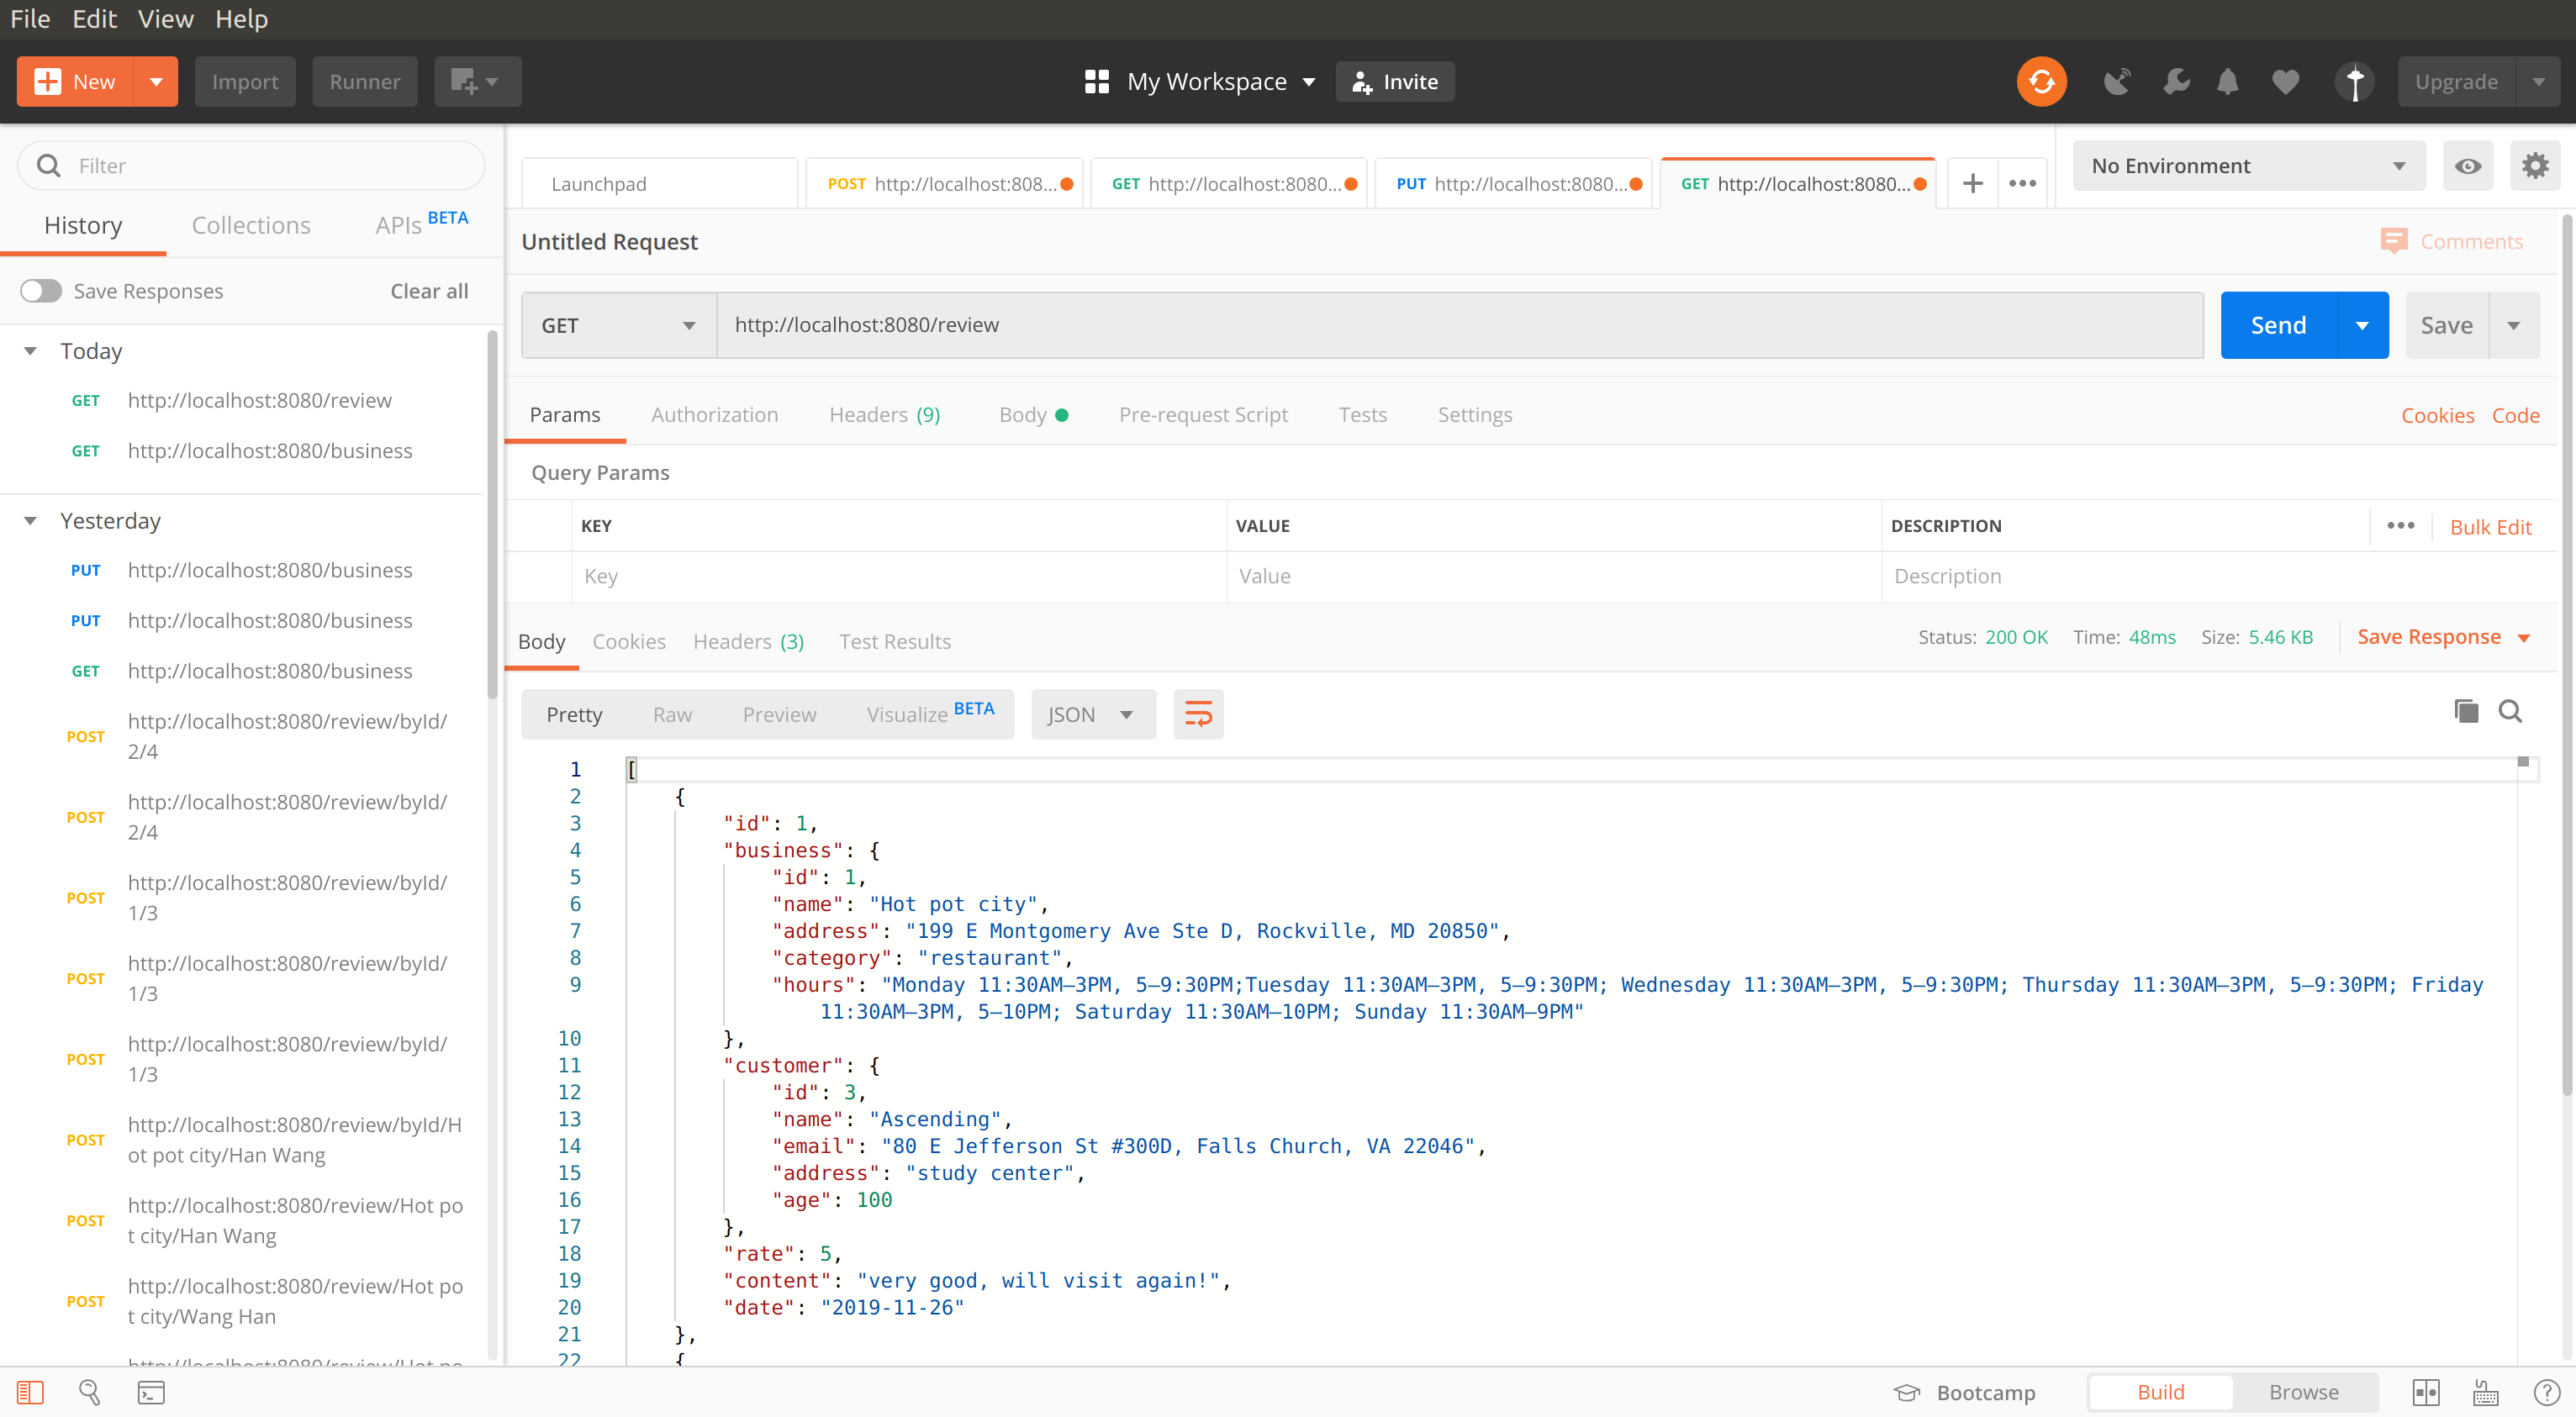 File Edit View Help
New Import Runner My Workspace Invite Upgrade
Filter
History Collections APIs BETA
Save Responses Clear all
Today
GET http://localhost:8080/review
GET http://localhost:8080/business
Yesterday
PUT http://localhost:8080/business
PUT http://localhost:8080/business
GET http://localhost:8080/business
POST http://localhost:8080/review/byId/
2/4
POST http://localhost:8080/review/byId/
2/4
POST http://localhost:8080/review/byId/
1/3
POST http://localhost:8080/review/byId/
1/3
POST http://localhost:8080/review/byId/
1/3
POST http://localhost:8080/review/byId/H
ot pot city/Han Wang
POST http://localhost:8080/review/Hot po
t city/Han Wang
POST http://localhost:8080/review/Hot po
t city/Wang Han
http://localhost:8080/review/Hot po
Launchpad POST http://localhost:808... GET http://localhost:8080... PUT http://localhost:8080... GET http://localhost:8080... No Environment
Untitled Request Comments
GET http://localhost:8080/review Send Save
Params Authorization Headers (9) Body Pre-request Script Tests Settings Cookies Code
Query Params
KEY VALUE DESCRIPTION Bulk Edit
Key Value Description
Body Cookies Headers (3) Test Results Status: 200 OK Time: 48ms Size: 5.46 KB Save Response
Pretty Raw Preview Visualize BETA JSON
1 [
2 {
3 "id": 1,
4 "business": {
5 "id": 1,
6 "name": "Hot pot city",
7 "address": "199 E Montgomery Ave Ste D, Rockville, MD 20850",
8 "category": "restaurant",
9 "hours": "Monday 11:30AM–3PM, 5–9:30PM;Tuesday 11:30AM–3PM, 5–9:30PM; Wednesday 11:30AM–3PM, 5–9:30PM; Thursday 11:30AM–3PM, 5–9:30PM; Friday
11:30AM–3PM, 5–10PM; Saturday 11:30AM–10PM; Sunday 11:30AM–9PM"
10 },
11 "customer": {
12 "id": 3,
13 "name": "Ascending",
14 "email": "80 E Jefferson St #300D, Falls Church, VA 22046",
15 "address": "study center",
16 "age": 100
17 },
18 "rate": 5,
19 "content": "very good, will visit again!",
20 "date": "2019-11-26"
21 },
22 {
Bootcamp Build Browse